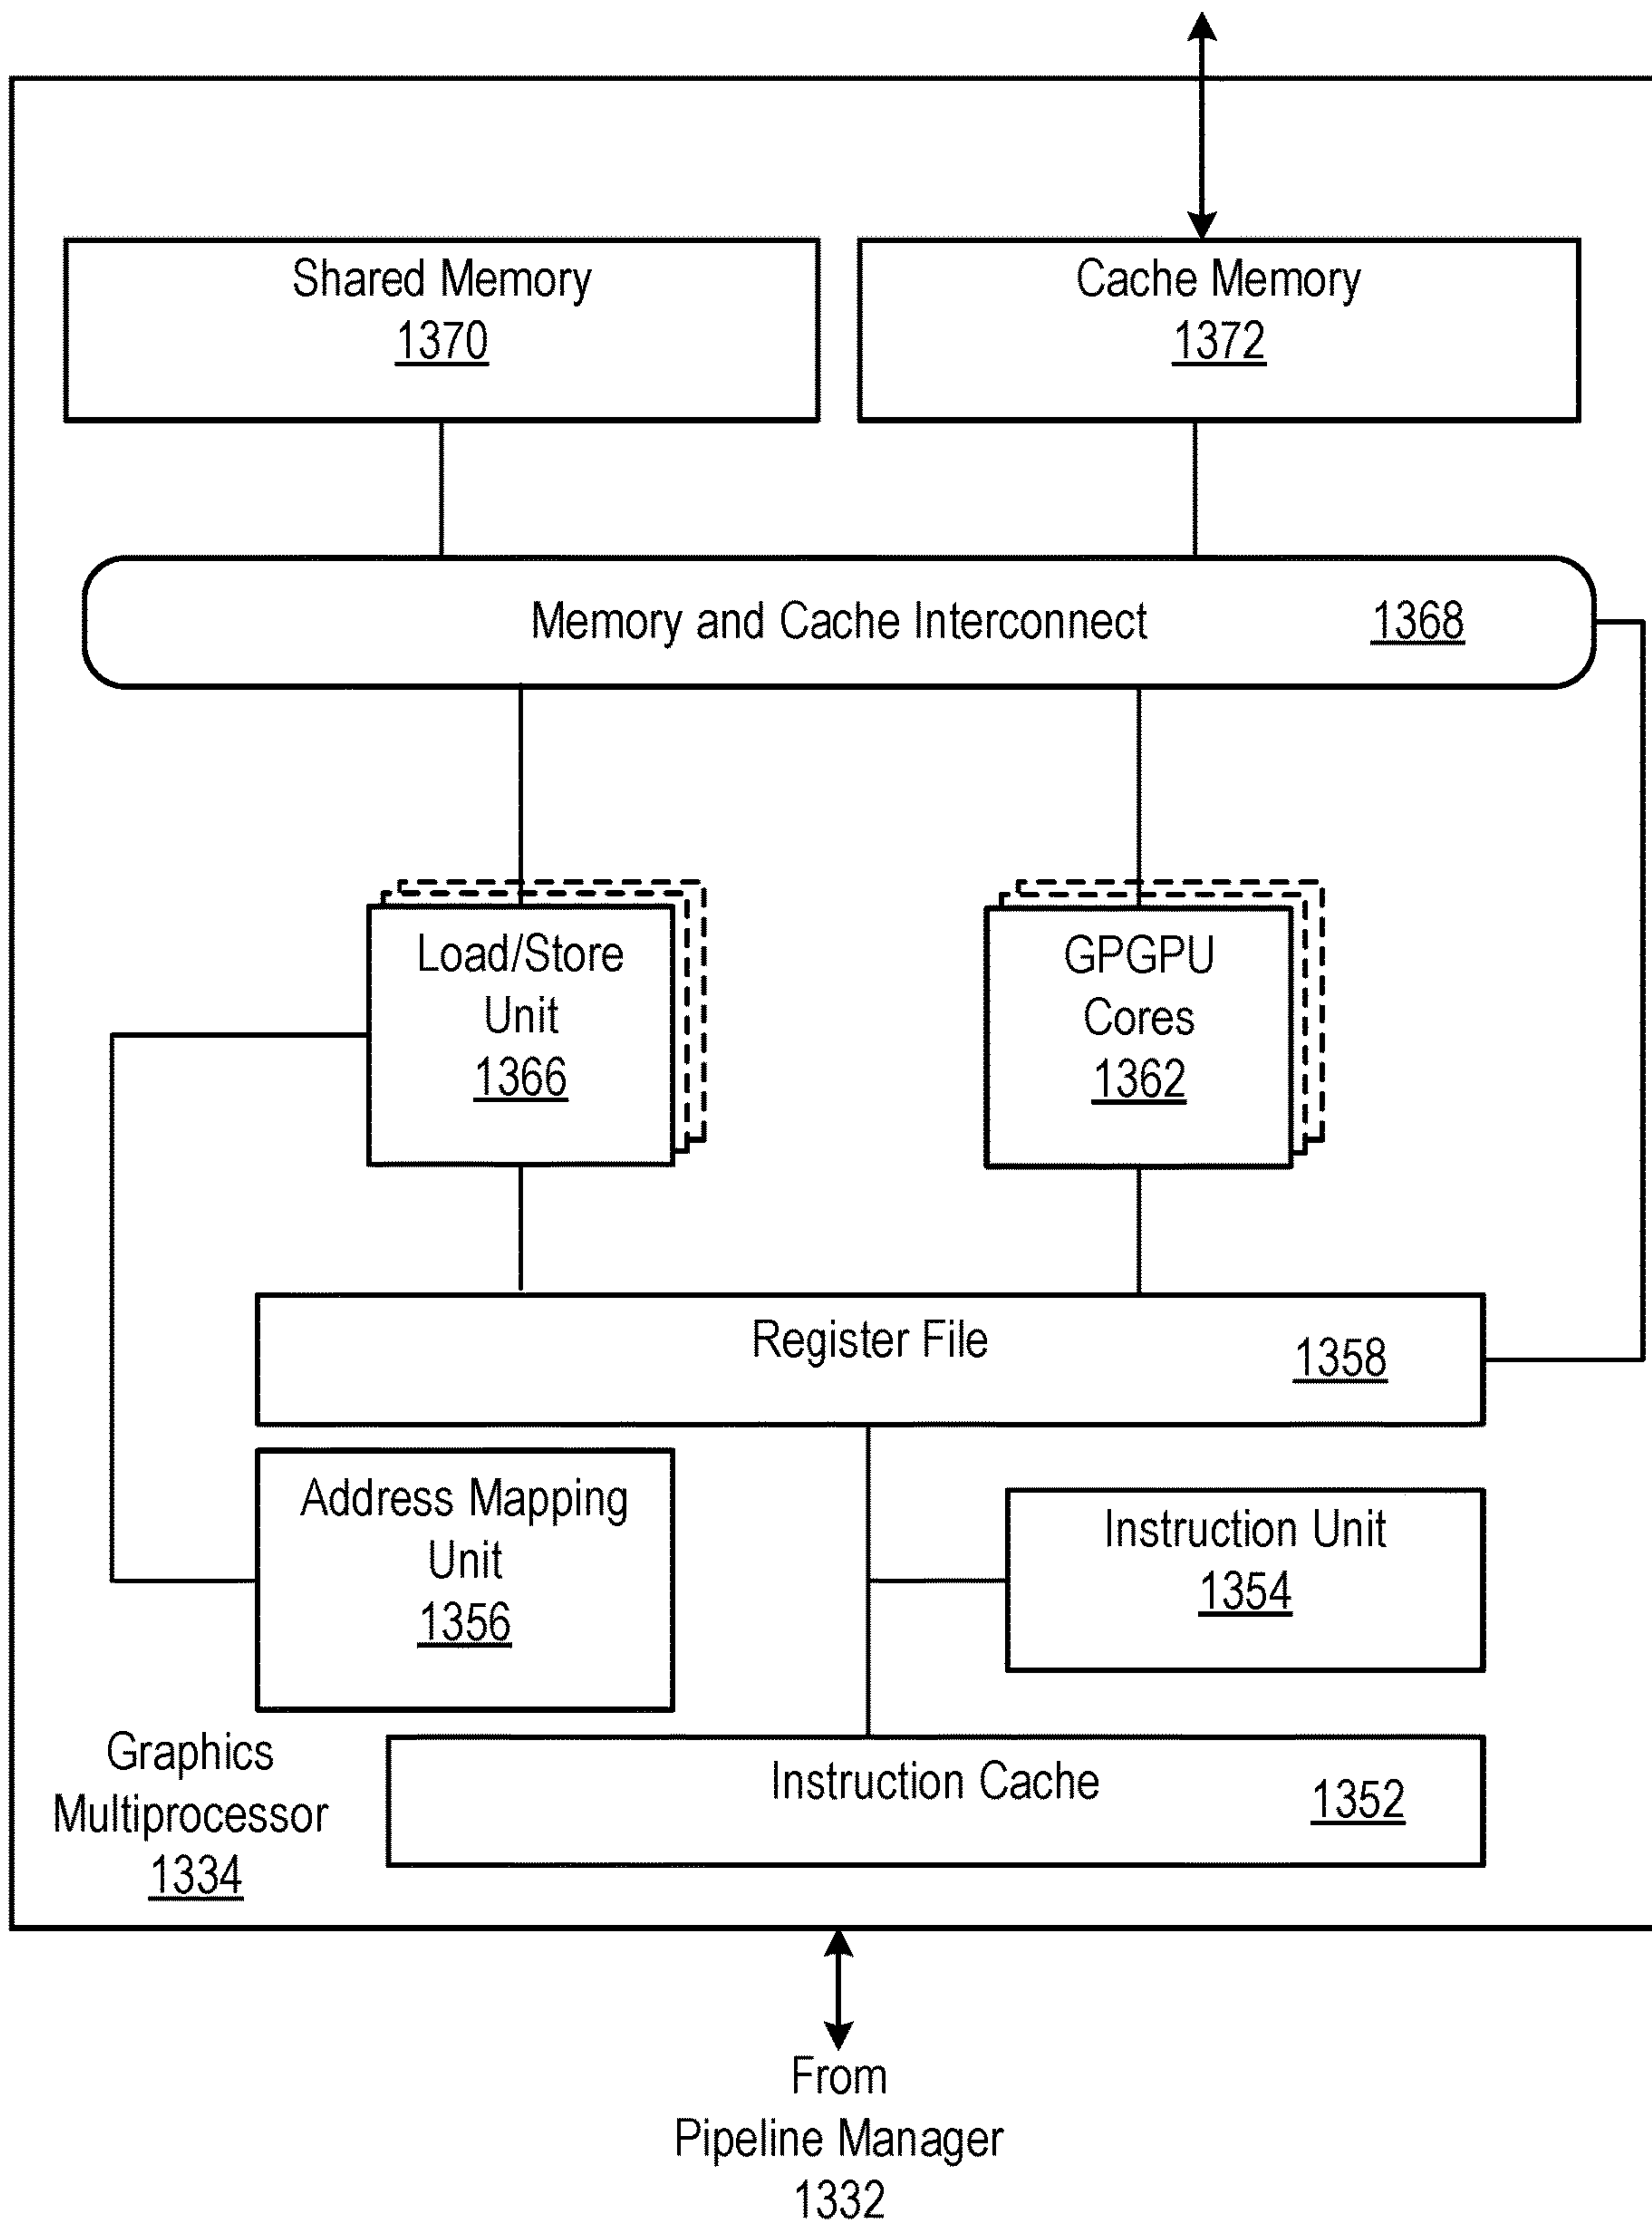 Shared Memory
1370
Cache Memory
1372
Memory and Cache Interconnect 1368
Load/Store
Unit
1366
GPGPU
Cores
1362
Register File 1358
Address Mapping
Unit
1356
Instruction Unit
1354
Graphics
Multiprocessor
1334
Instruction Cache 1352
From
Pipeline Manager
1332